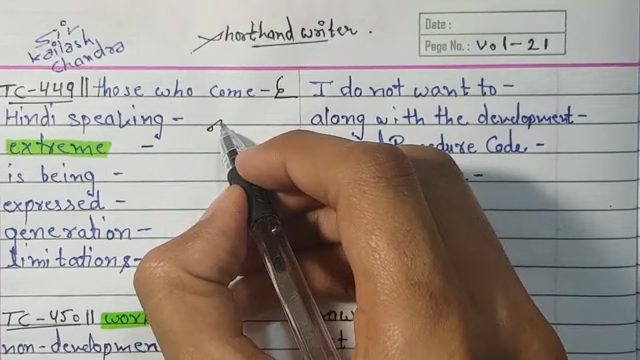 Sir
Kailash
Chandra
Shorthand writer.
Date:
Page No.: Vol-21
TC-449|| those who come-
Hindi speaking-
extreme -
is being -
expressed -
generation-
limitations-
I do not want to-
along with the development-
Code-
TC-450||
non-development